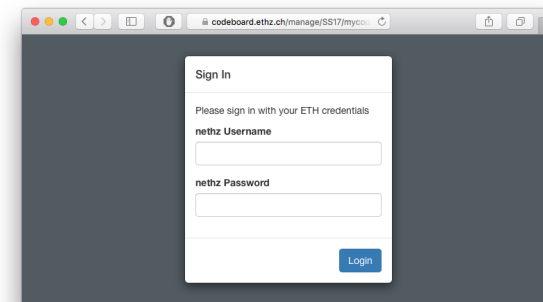 codeboard.ethz.ch/manage/SS17/mycou
Sign In
Please sign in with your ETH credentials
nethz Username
nethz Password
Login